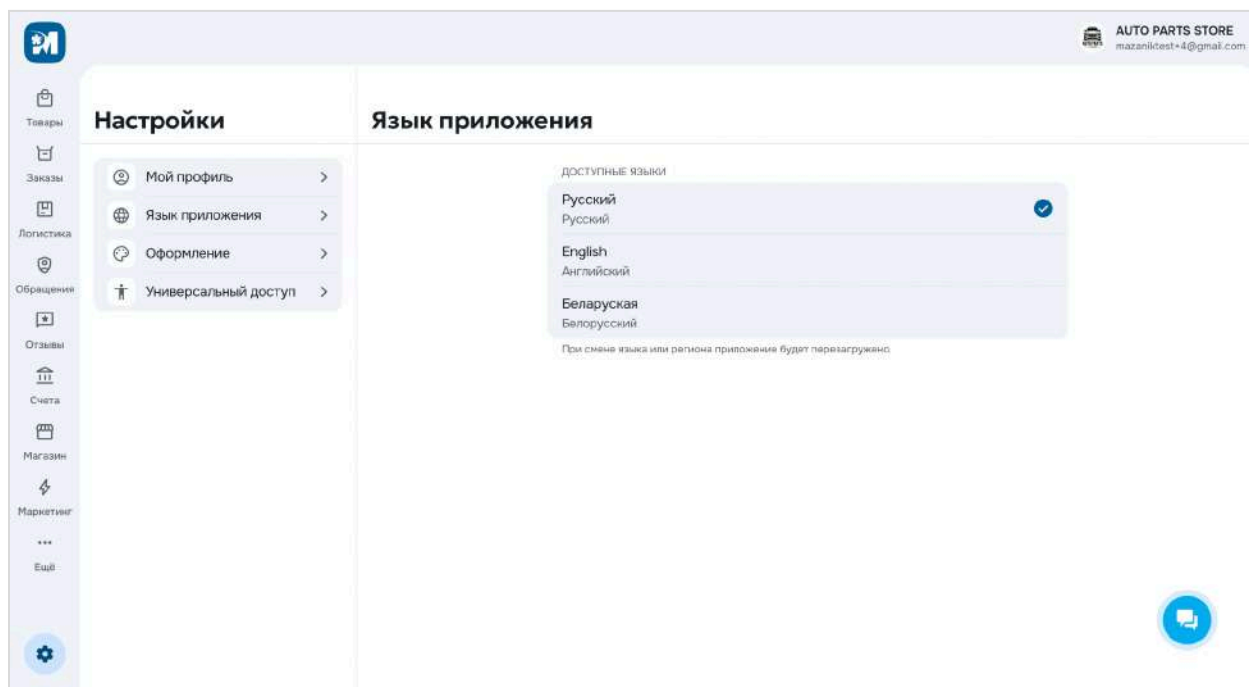 AUTO PARTS STORE
mazaniktest+4@gmail.com
Товары
Заказы
Логистика
Обращения
Отзывы
Счета
Магазин
Маркетинг
Ещё
Настройки
Мой профиль
Язык приложения
Оформление
Универсальный доступ
Язык приложения
ДОСТУПНЫЕ ЯЗЫКИ
Русский
Русский
English
Английский
Беларуская
Белорусский
При смене языка или региона приложение будет перезагружено